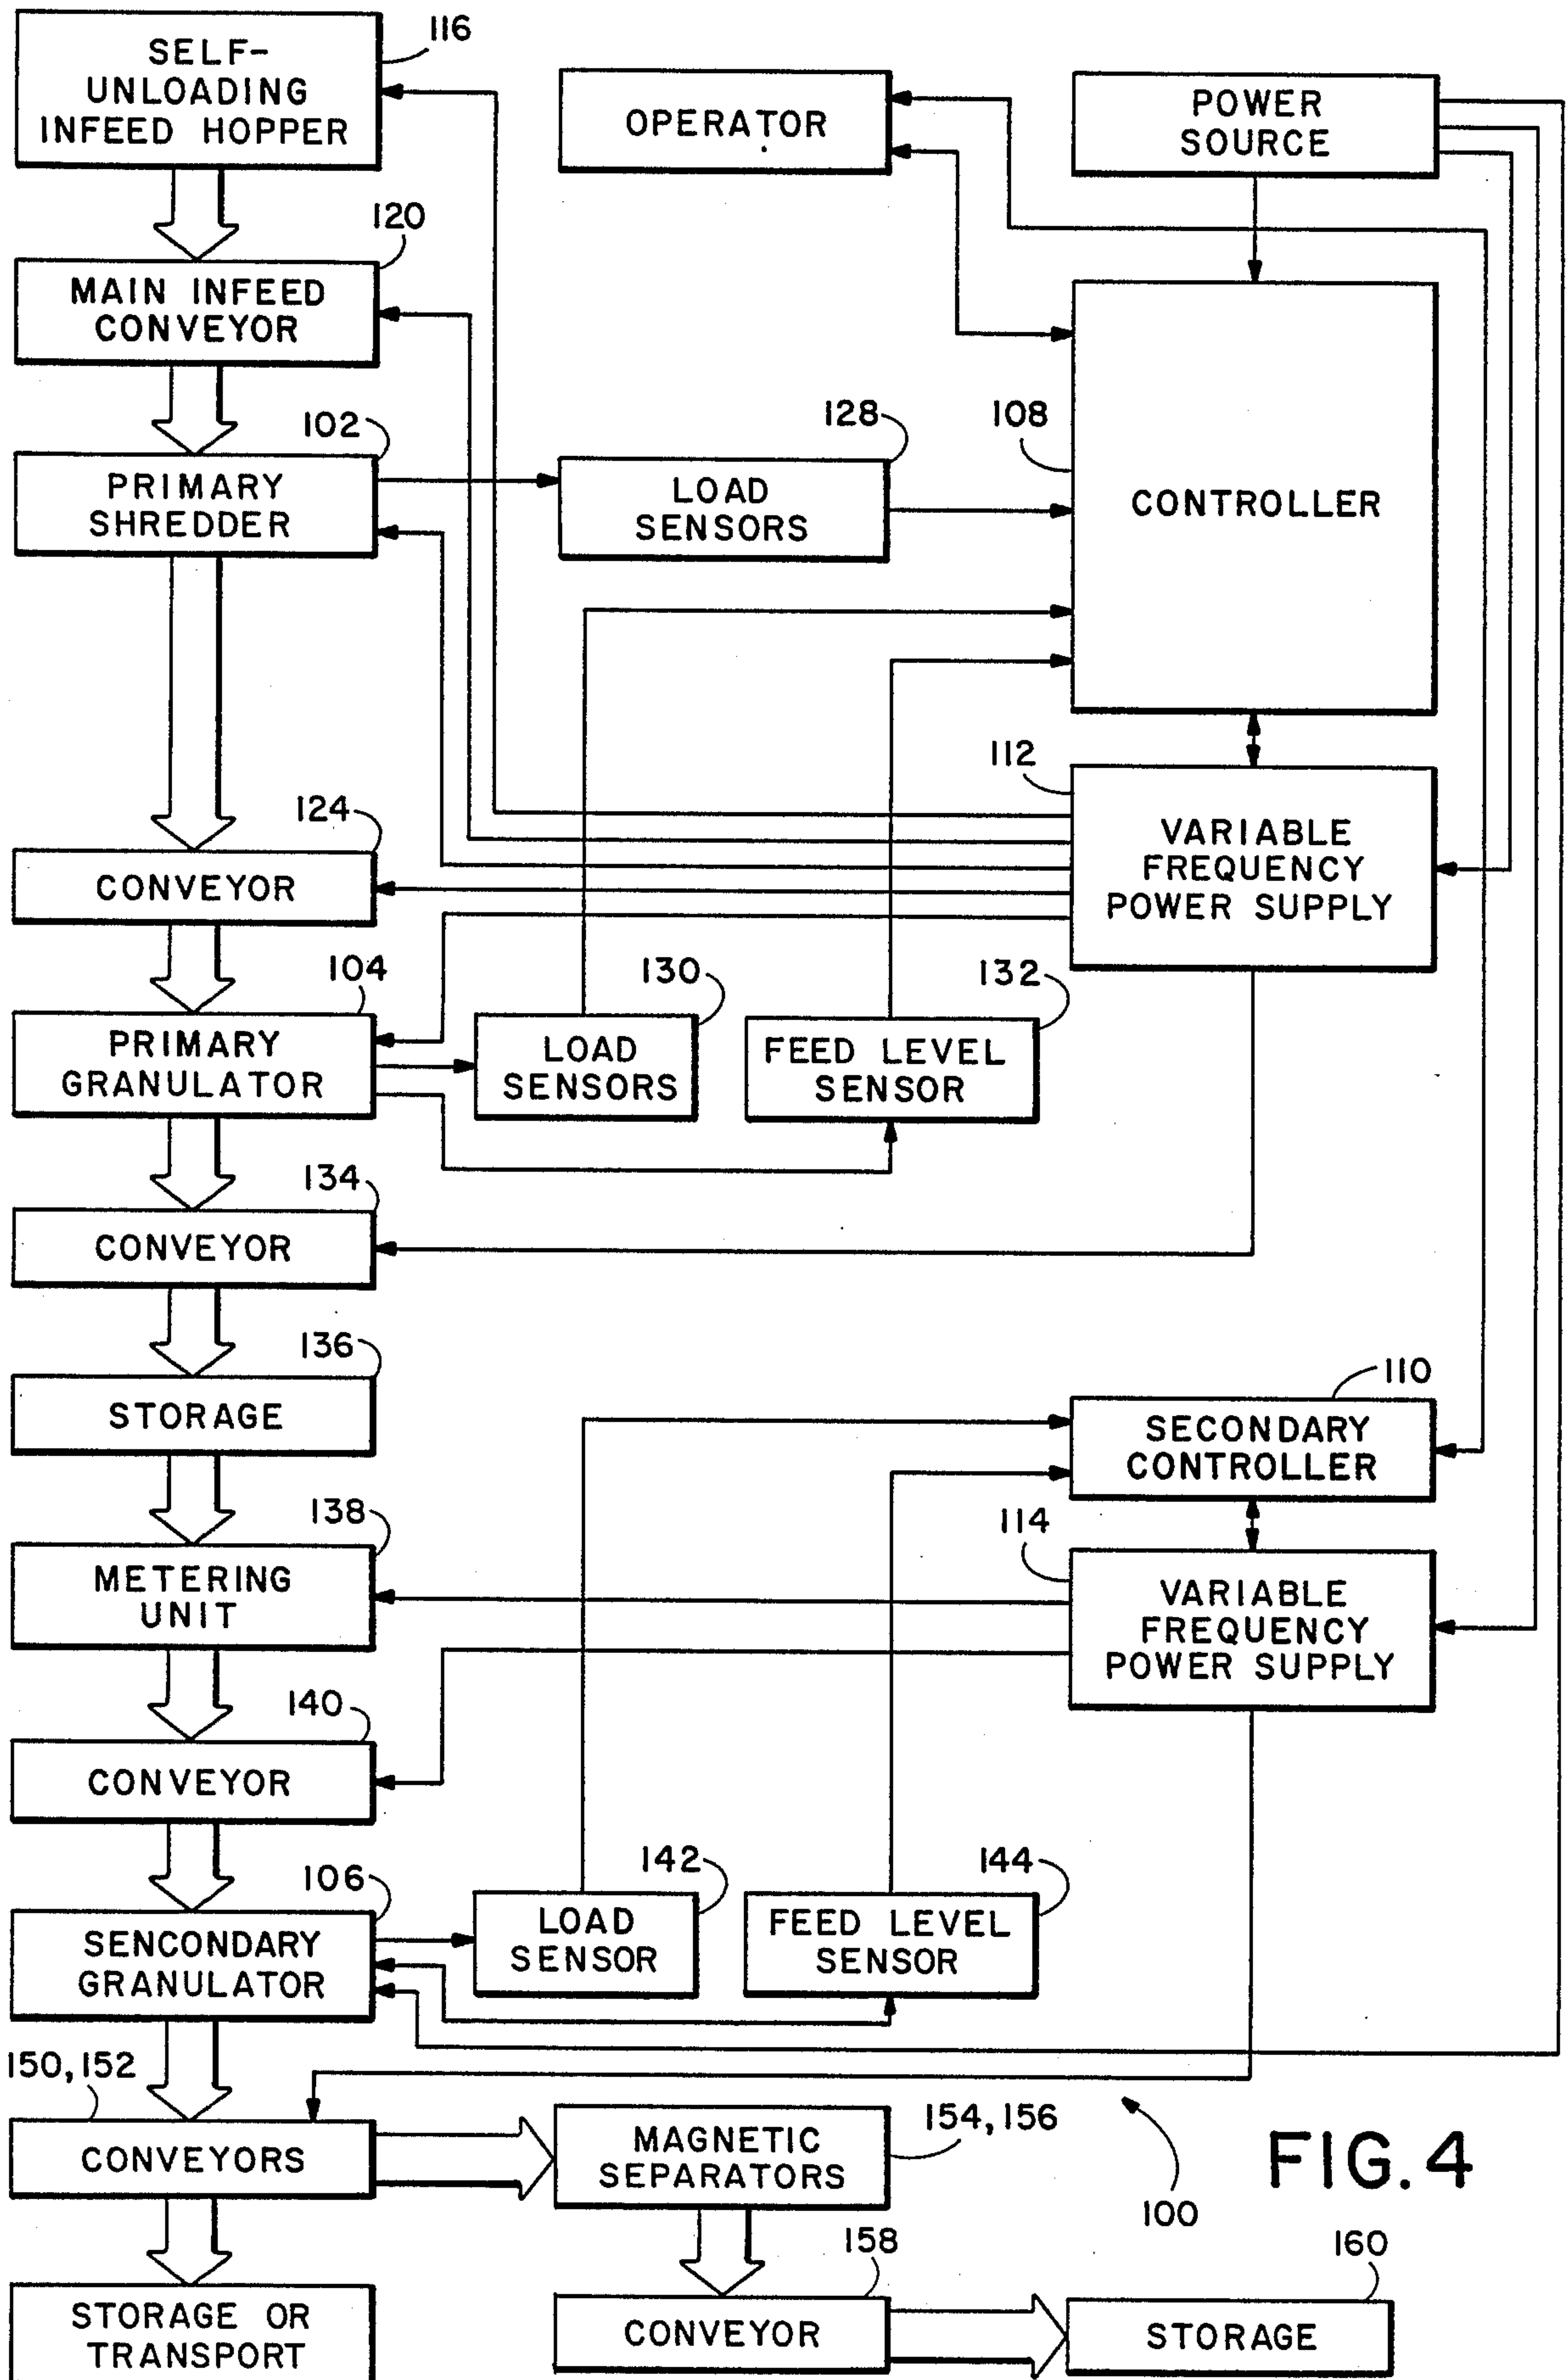 116
SELF-
UNLOADING
INFEED HOPPER
OPERATOR
POWER
SOURCE
120
MAIN INFEED
CONVEYOR
102
PRIMARY
SHREDDER
128
LOAD
SENSORS
108
CONTROLLER
112
VARIABLE
FREQUENCY
POWER SUPPLY
124
CONVEYOR
104
PRIMARY
GRANULATOR
130
LOAD
SENSORS
132
FEED LEVEL
SENSOR
134
CONVEYOR
136
STORAGE
110
SECONDARY
CONTROLLER
138
METERING
UNIT
114
VARIABLE
FREQUENCY
POWER SUPPLY
140
CONVEYOR
106
SENCONDARY
GRANULATOR
142
LOAD
SENSOR
144
FEED LEVEL
SENSOR
150, 152
CONVEYORS
MAGNETIC
SEPARATORS
154, 156
100
FIG. 4
STORAGE OR
TRANSPORT
158
CONVEYOR
160
STORAGE